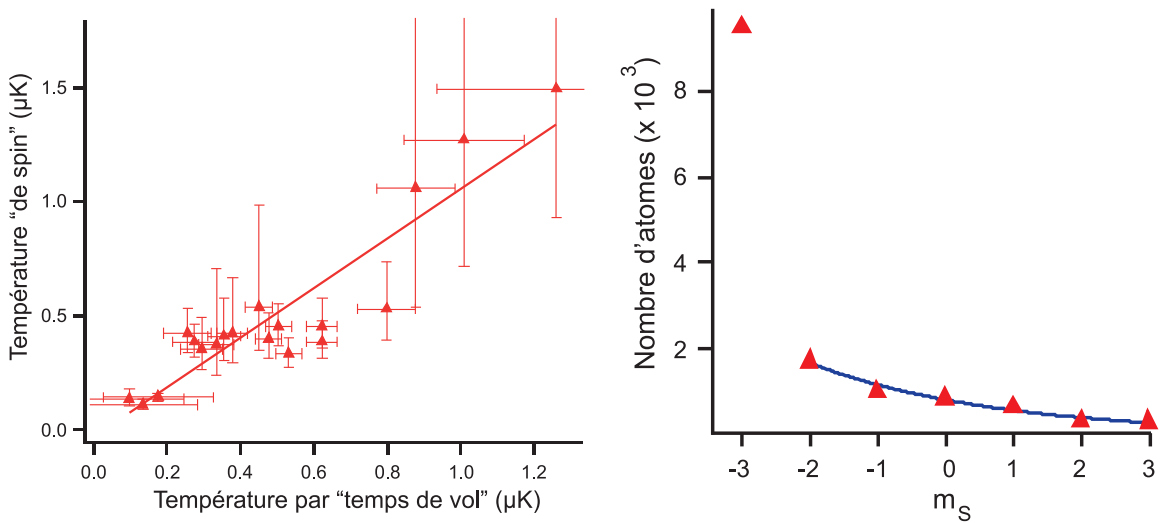 Température "de spin" (µK)
1.5
1.0
0.5
0.0
0.0 0.2 0.4 0.6 0.8 1.0 1.2
Température par "temps de vol" (µK)
Nombre d'atomes (x 10³)
8
6
4
2
-3 -2 -1 0 1 2 3
mS